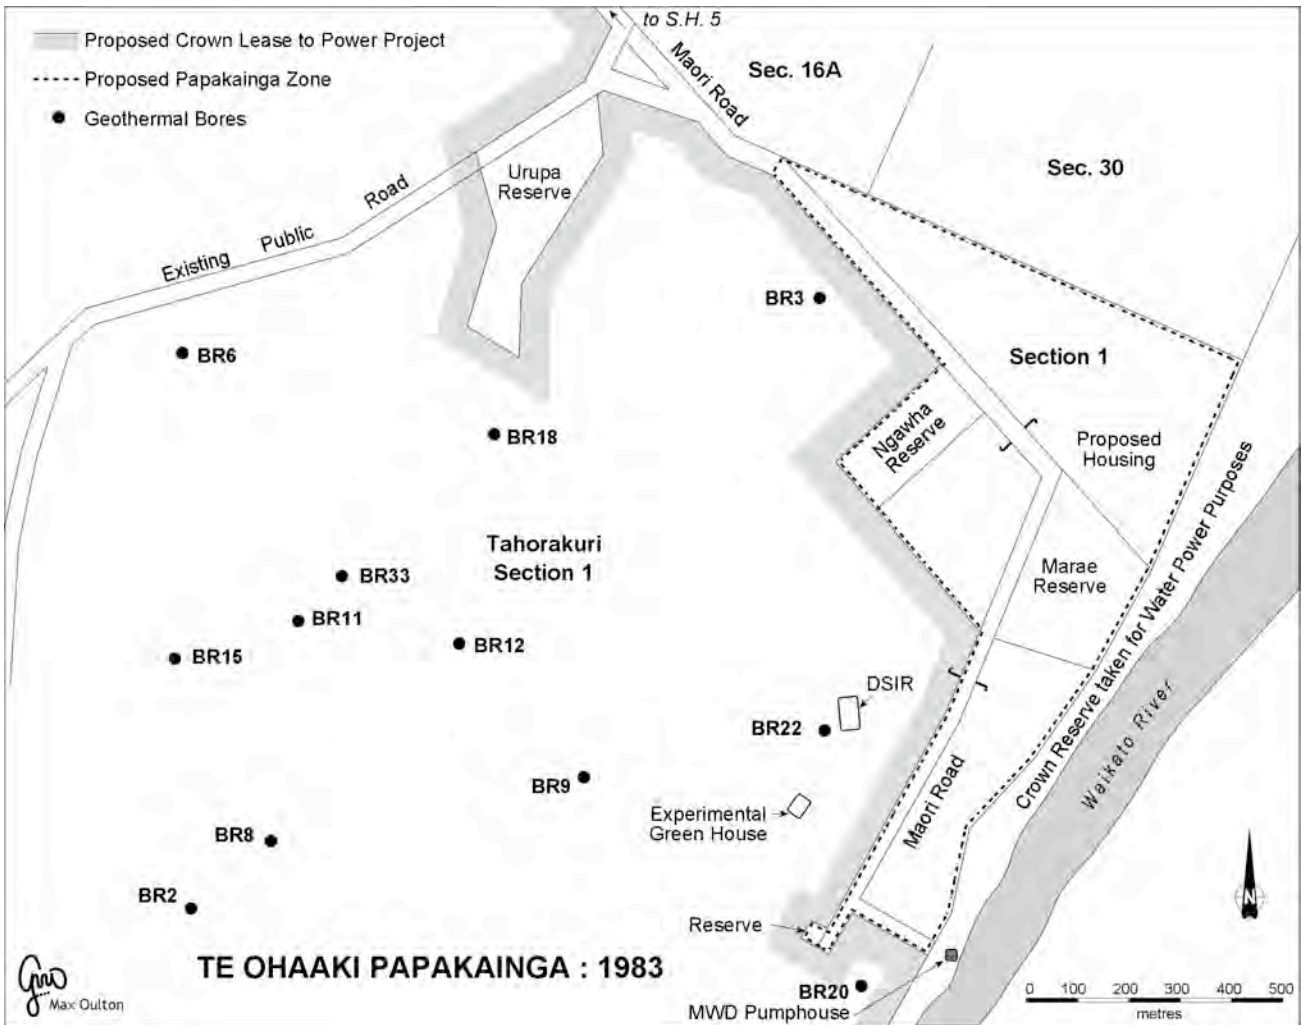 to S.H. 5
Proposed Crown Lease to Power Project
Proposed Papakainga Zone
Geothermal Bores
Maori Road
Sec. 16A
Sec. 30
Urupa
Reserve
Existing Public Road
BR3
BR6
Section 1
BR18
Ngawha
Reserve
Proposed
Housing
Tahorakuri
Section 1
BR33
BR11
BR12
BR15
Marae
Reserve
Crown Reserve taken for Water Power Purposes
Waikato River
DSIR
BR22
BR9
Experimental
Green House
Maori Road
BR8
BR2
Reserve
N
TE OHAAKI PAPAKAINGA : 1983
BR20
MWD Pumphouse
0 100 200 300 400 500
metres
Max Oulton